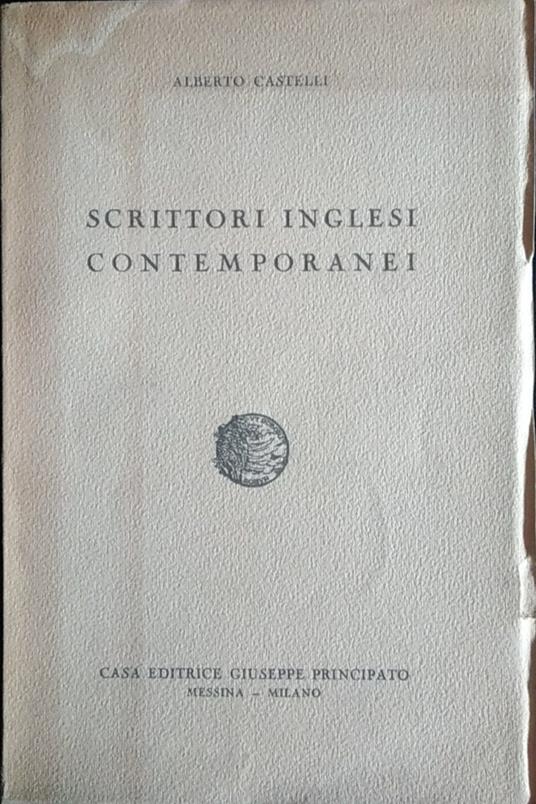 ALBERTO CASTELLI
SCRITTORI INGLESI
CONTEMPORANEI
CASA EDITRICE GIUSEPPE PRINCIPATO
MESSINA – MILANO